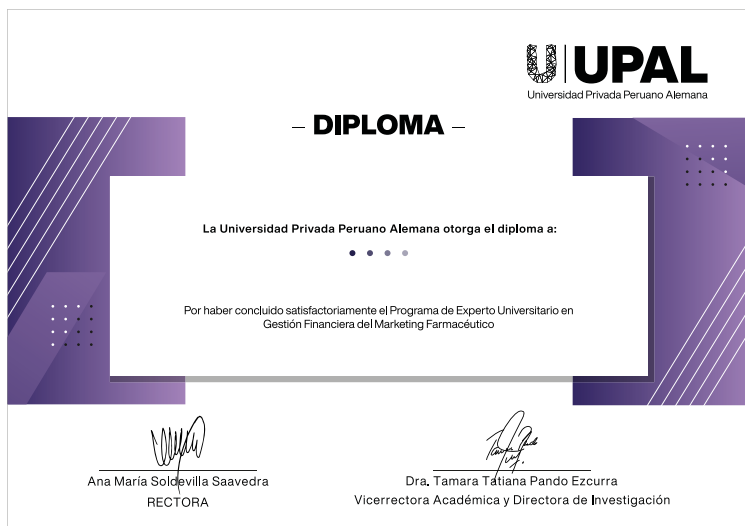 UPAL
Universidad Privada Peruano Alemana
– DIPLOMA –
La Universidad Privada Peruano Alemana otorga el diploma a:
Por haber concluido satisfactoriamente el Programa de Experto Universitario en
Gestión Financiera del Marketing Farmacéutico
Ana María Soldevilla Saavedra
RECTORA
Dra. Tamara Tatiana Pando Ezcurra
Vicerrectora Académica y Directora de Investigación